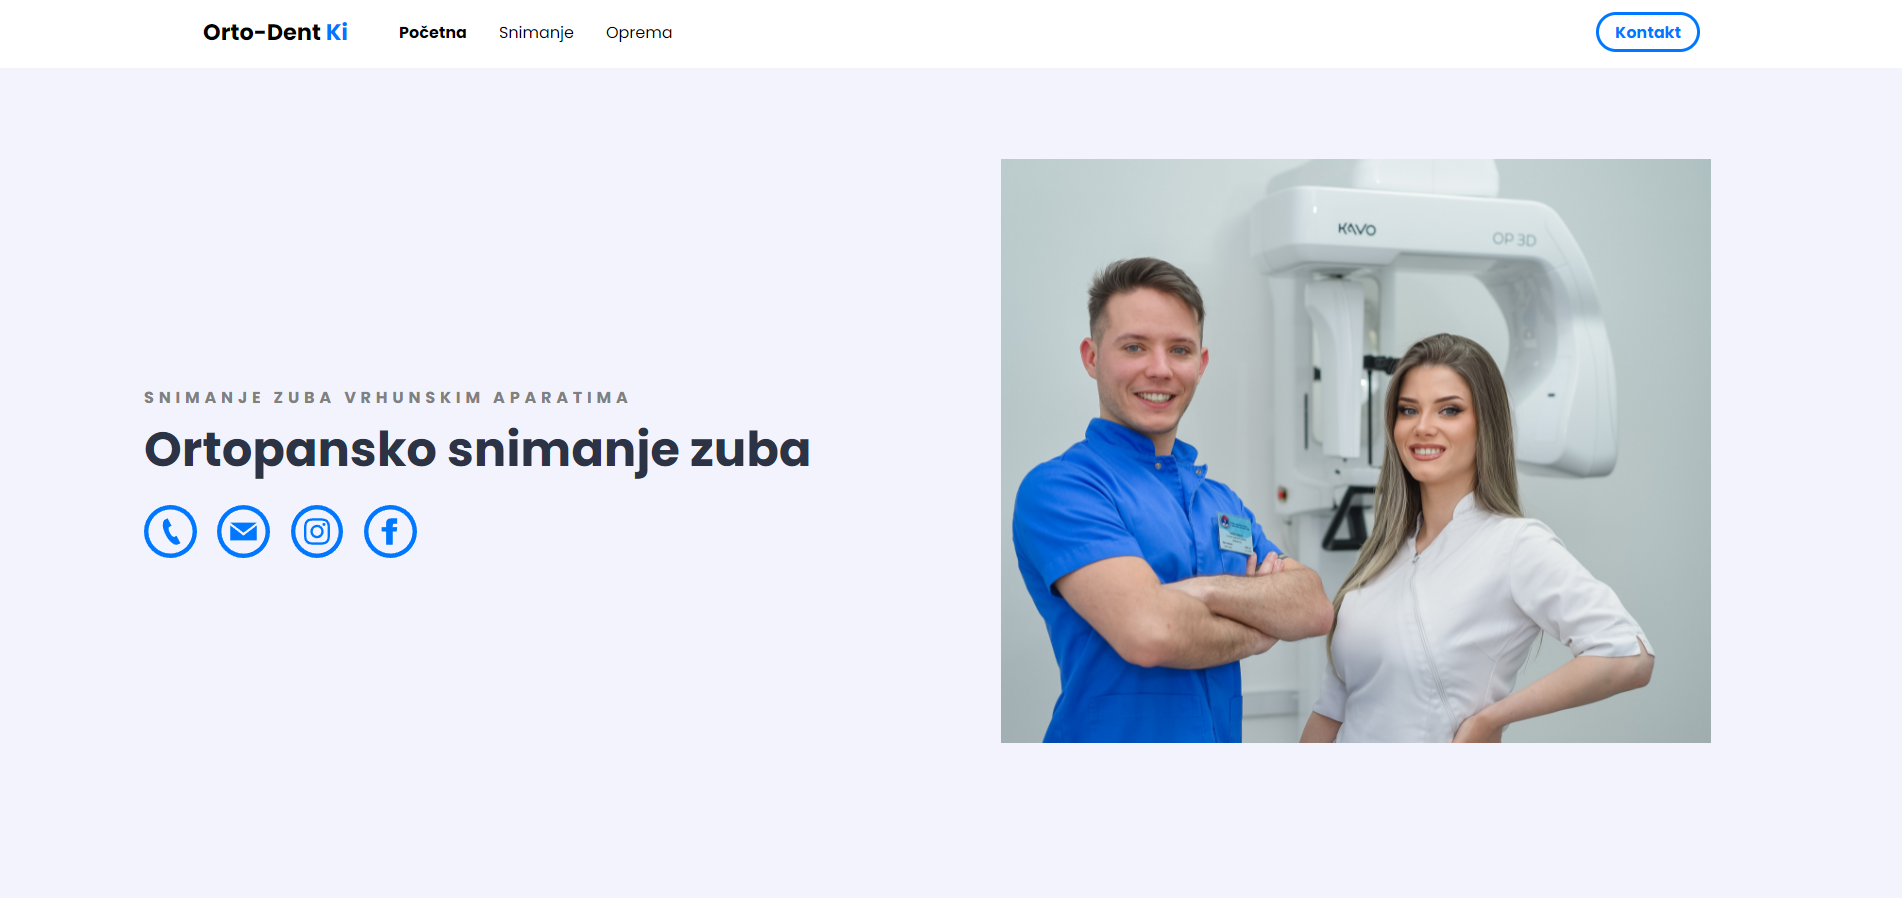 Orto-Dent Ki Početna Snimanje Oprema Kontakt
KAVO OP 3D
SNIMANJE ZUBA VRHUNSKIM APARATIMA
Ortopansko snimanje zuba